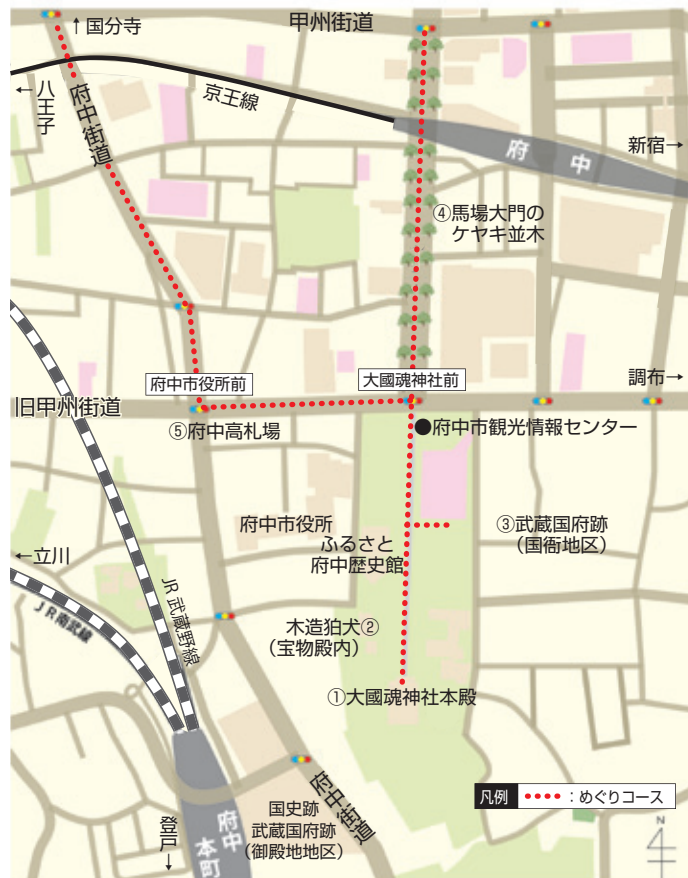 ↑国分寺
甲州街道
←八王子
府中街道
京王線
府中
新宿→
④馬場大門の
ケヤキ並木
府中市役所前
大國魂神社前
調布→
旧甲州街道
⑤府中高札場
●府中市観光情報センター
府中市役所
ふるさと
府中歴史館
③武蔵国府跡
(国衙地区)
←立川
JR武蔵野線
JR南武線
木造狛犬②
(宝物殿内)
①大國魂神社本殿
凡例 ‥‥‥:めぐりコース
府中街道
国史跡
武蔵国府跡
(御殿地地区)
府中
本町
登戸→
N